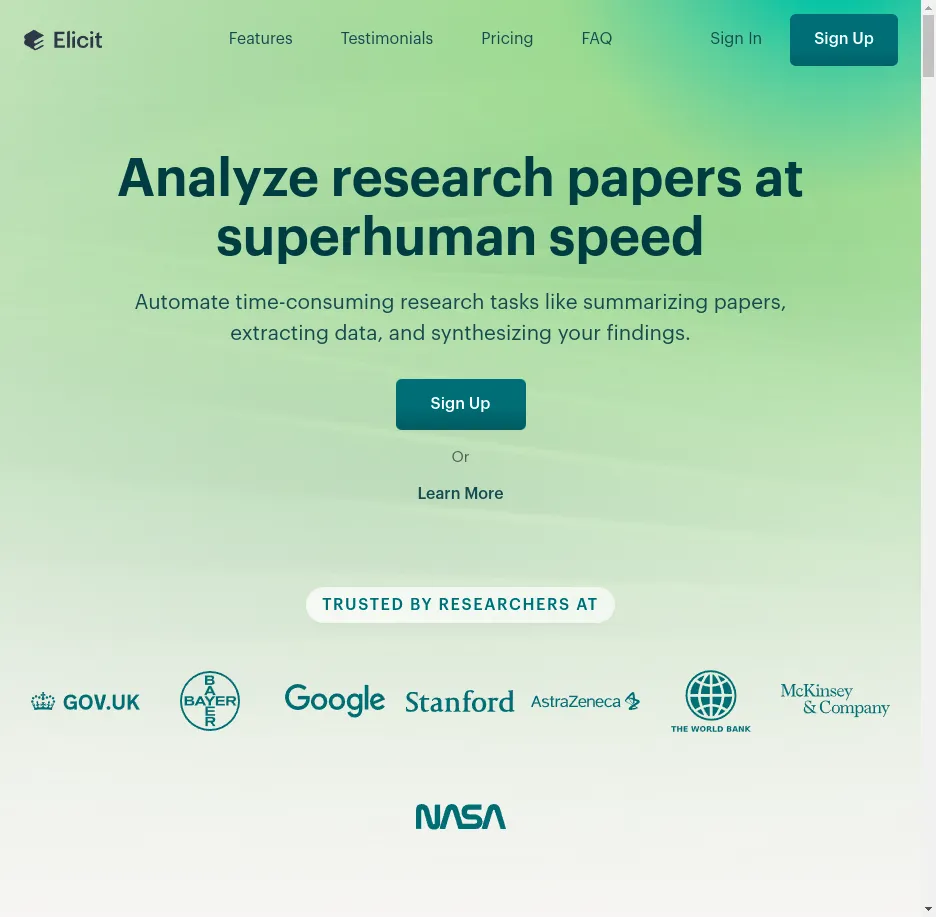 Elicit
Features
Testimonials
Pricing
FAQ
Sign In
Sign Up
Analyze research papers at
superhuman speed
Automate time-consuming research tasks like summarizing papers,
extracting data, and synthesizing your findings.
Sign Up
Or
Learn More
TRUSTED BY RESEARCHERS AT
GOV.UK
BAYER
BAYER
Google
Stanford
AstraZeneca
THE WORLD BANK
McKinsey
& Company
NASA